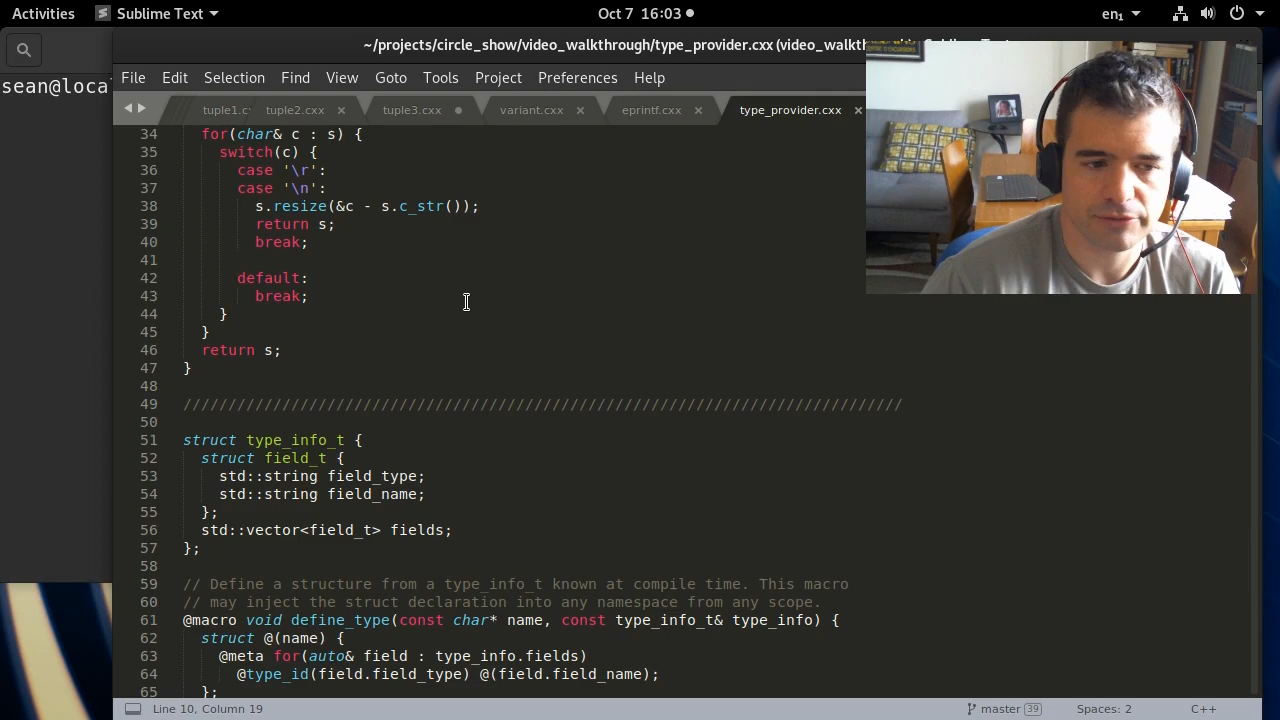 Activities Sublime Text Oct 7 16:03 en1
~/projects/circle_show/video_walkthrough/type_provider.cxx (video_walkth
File Edit Selection Find View Goto Tools Project Preferences Help
sean@loca
tuple1.c tuple2.cxx tuple3.cxx variant.cxx eprintf.cxx type_provider.cxx
34 for(char& c : s) {
35 switch(c) {
36 case '\r':
37 case '\n':
38 s.resize(&c - s.c_str());
39 return s;
40 break;
41
42 default:
43 break;
44 }
45 }
46 return s;
47 }
48
49 ////////////////////////////////////////////////////////////////////////////////
50
51 struct type_info_t {
52 struct field_t {
53 std::string field_type;
54 std::string field_name;
55 };
56 std::vector<field_t> fields;
57 };
58
59 // Define a structure from a type_info_t known at compile time. This macro
60 // may inject the struct declaration into any namespace from any scope.
61 @macro void define_type(const char* name, const type_info_t& type_info) {
62 struct @(name) {
63 @meta for(auto& field : type_info.fields)
64 @type_id(field.field_type) @(field.field_name);
65 };
Line 10, Column 19 master 39 Spaces: 2 C++